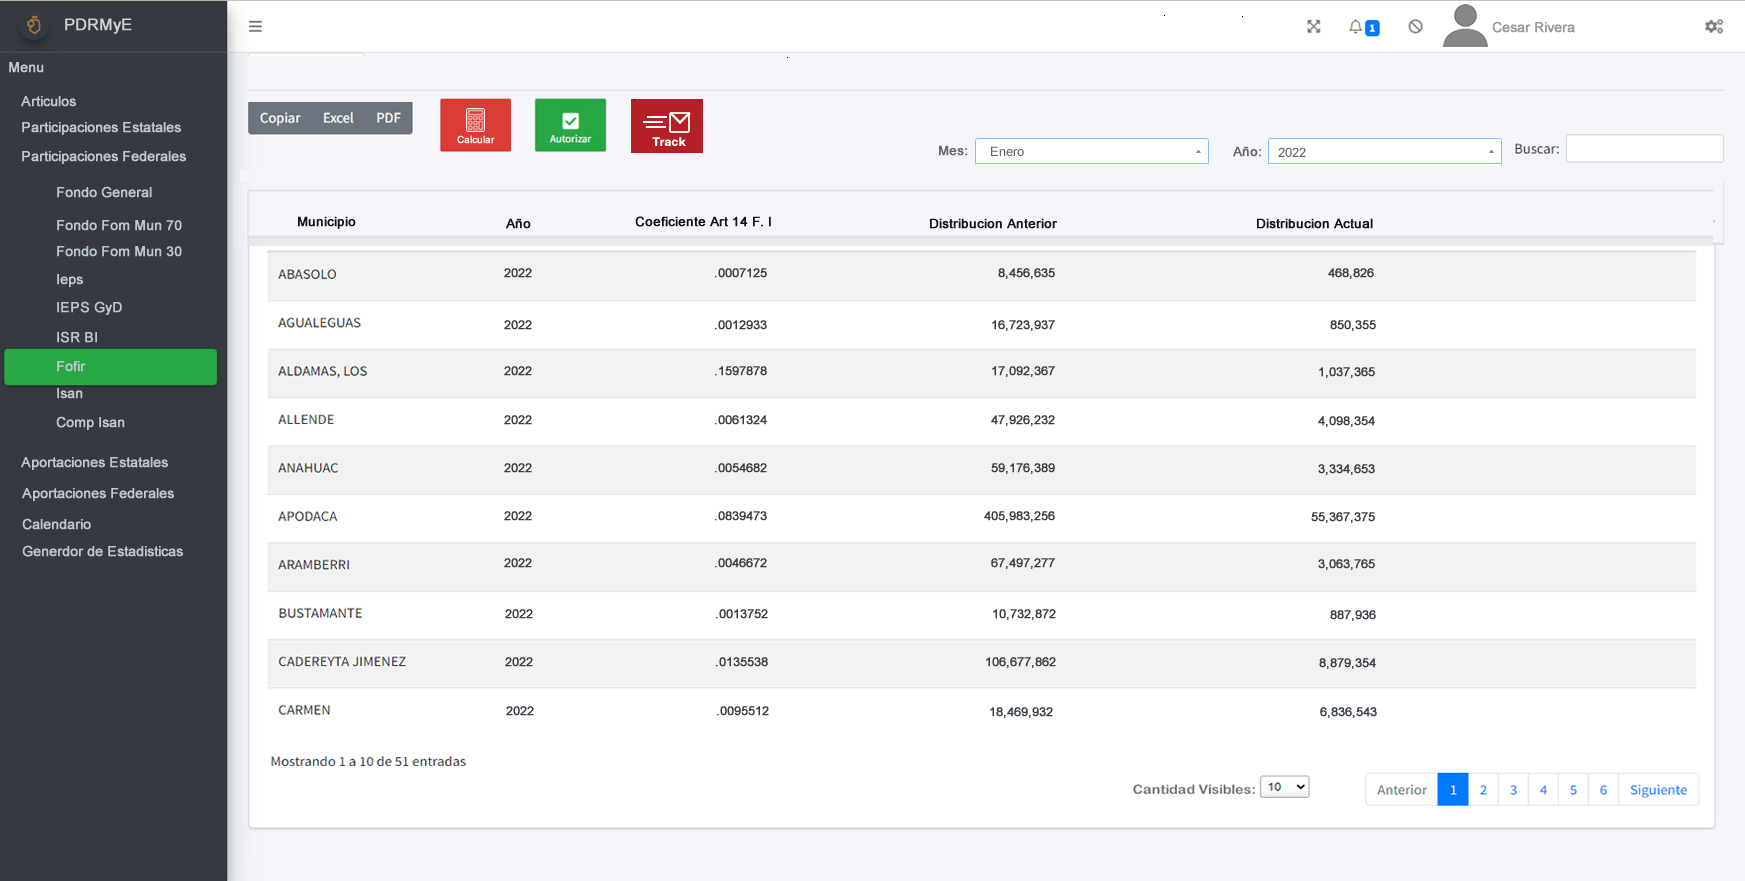 PDRMyE
1
Cesar Rivera
Menu
Articulos
Participaciones Estatales
Participaciones Federales
Fondo General
Fondo Fom Mun 70
Fondo Fom Mun 30
Ieps
IEPS GyD
ISR BI
Fofir
Isan
Comp Isan
Aportaciones Estatales
Aportaciones Federales
Calendario
Generdor de Estadisticas
Copiar Excel PDF
Calcular
Autorizar
Track
Mes: Enero Año: 2022 Buscar:
Municipio Año Coeficiente Art 14 F. I Distribucion Anterior Distribucion Actual
ABASOLO 2022 .0007125 8,456,635 468,826
AGUALEGUAS 2022 .0012933 16,723,937 850,355
ALDAMAS, LOS 2022 .1597878 17,092,367 1,037,365
ALLENDE 2022 .0061324 47,926,232 4,098,354
ANAHUAC 2022 .0054682 59,176,389 3,334,653
APODACA 2022 .0839473 405,983,256 55,367,375
ARAMBERRI 2022 .0046672 67,497,277 3,063,765
BUSTAMANTE 2022 .0013752 10,732,872 887,936
CADEREYTA JIMENEZ 2022 .0135538 106,677,862 8,879,354
CARMEN 2022 .0095512 18,469,932 6,836,543
Mostrando 1 a 10 de 51 entradas
Cantidad Visibles: 10
Anterior 1 2 3 4 5 6 Siguiente